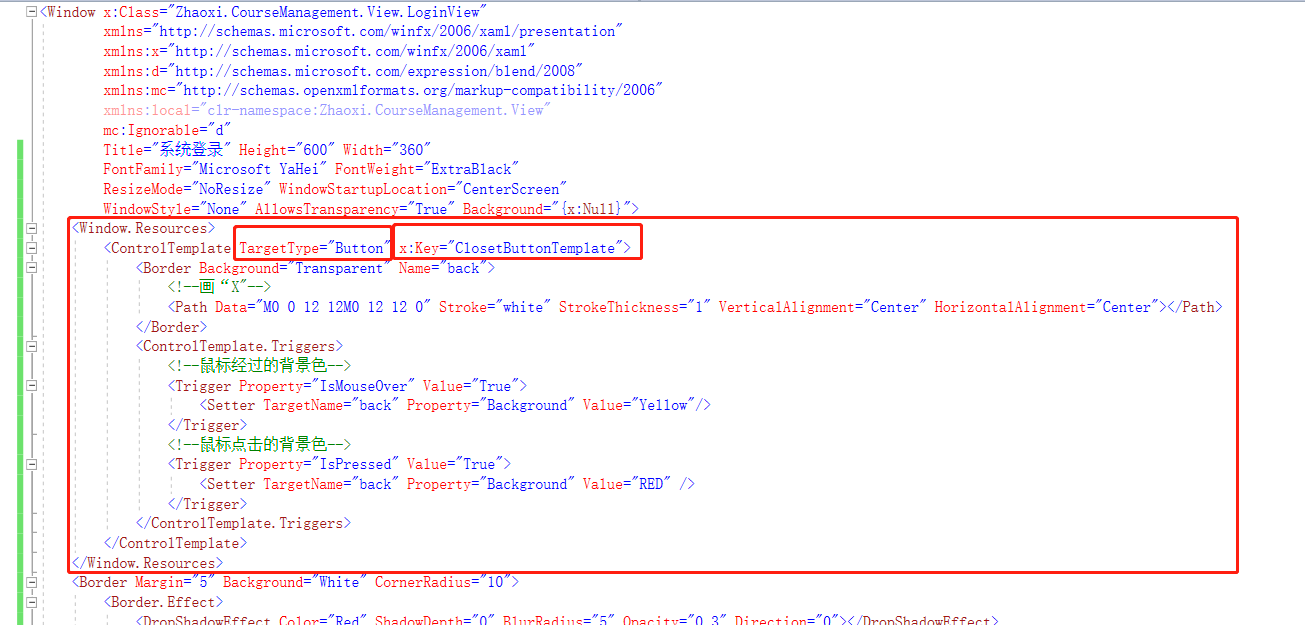 <Window x:Class="Zhaoxi.CourseManagement.View.LoginView"
xmlns="http://schemas.microsoft.com/winfx/2006/xaml/presentation"
xmlns:x="http://schemas.microsoft.com/winfx/2006/xaml"
xmlns:d="http://schemas.microsoft.com/expression/blend/2008"
xmlns:mc="http://schemas.openxmlformats.org/markup-compatibility/2006"
xmlns:local="clr-namespace:Zhaoxi.CourseManagement.View"
mc:Ignorable="d"
Title="系统登录" Height="600" Width="360"
FontFamily="Microsoft YaHei" FontWeight="ExtraBlack"
ResizeMode="NoResize" WindowStartupLocation="CenterScreen"
WindowStyle="None" AllowsTransparency="True" Background="{x:Null}">
<Window.Resources>
<ControlTemplate TargetType="Button" x:Key="ClosetButtonTemplate">
<Border Background="Transparent" Name="back">
<!--画“X"-->
<Path Data="M0 0 12 12M0 12 12 0" Stroke="white" StrokeThickness="1" VerticalAlignment="Center" HorizontalAlignment="Center"></Path>
</Border>
<ControlTemplate.Triggers>
<!--鼠标经过的背景色-->
<Trigger Property="IsMouseOver" Value="True">
<Setter TargetName="back" Property="Background" Value="Yellow"/>
</Trigger>
<!--鼠标点击的背景色-->
<Trigger Property="IsPressed" Value="True">
<Setter TargetName="back" Property="Background" Value="RED" />
</Trigger>
</ControlTemplate.Triggers>
</ControlTemplate>
</Window.Resources>
<Border Margin="5" Background="White" CornerRadius="10">
<Border.Effect>
<DropShadowEffect Color="Red" ShadowDepth="0" BlurRadius="5" Opacity="0.3" Direction="0"></DropShadowEffect>